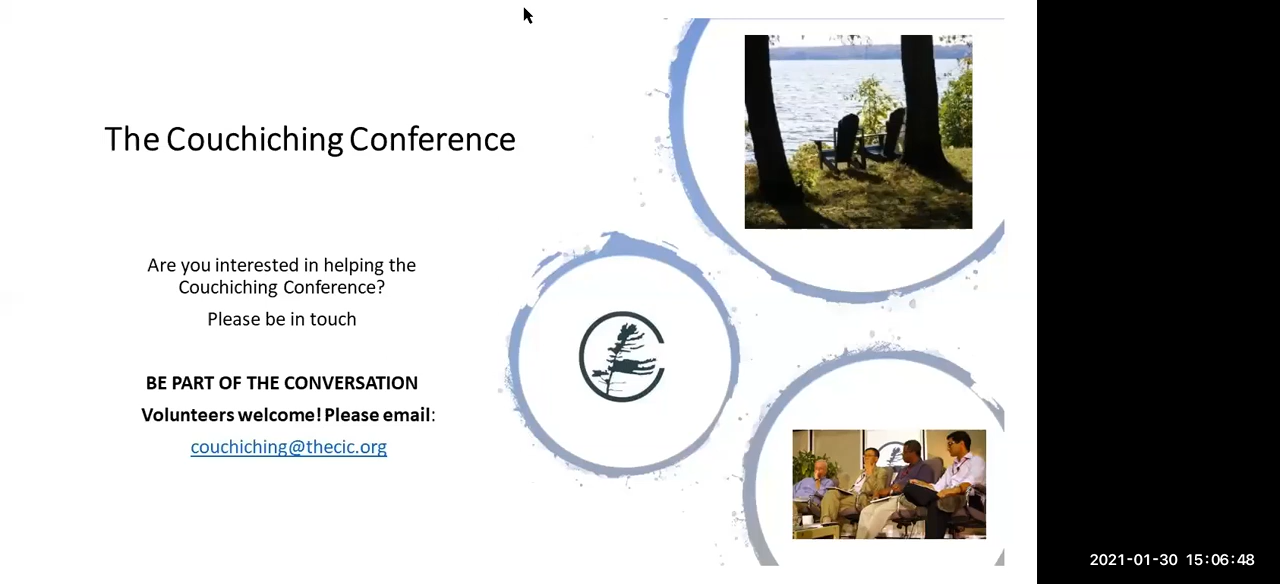 The Couchiching Conference
Are you interested in helping the
Couchiching Conference?
Please be in touch
BE PART OF THE CONVERSATION
Volunteers welcome! Please email:
couchiching@thecic.org
2021-01-30 15:06:48